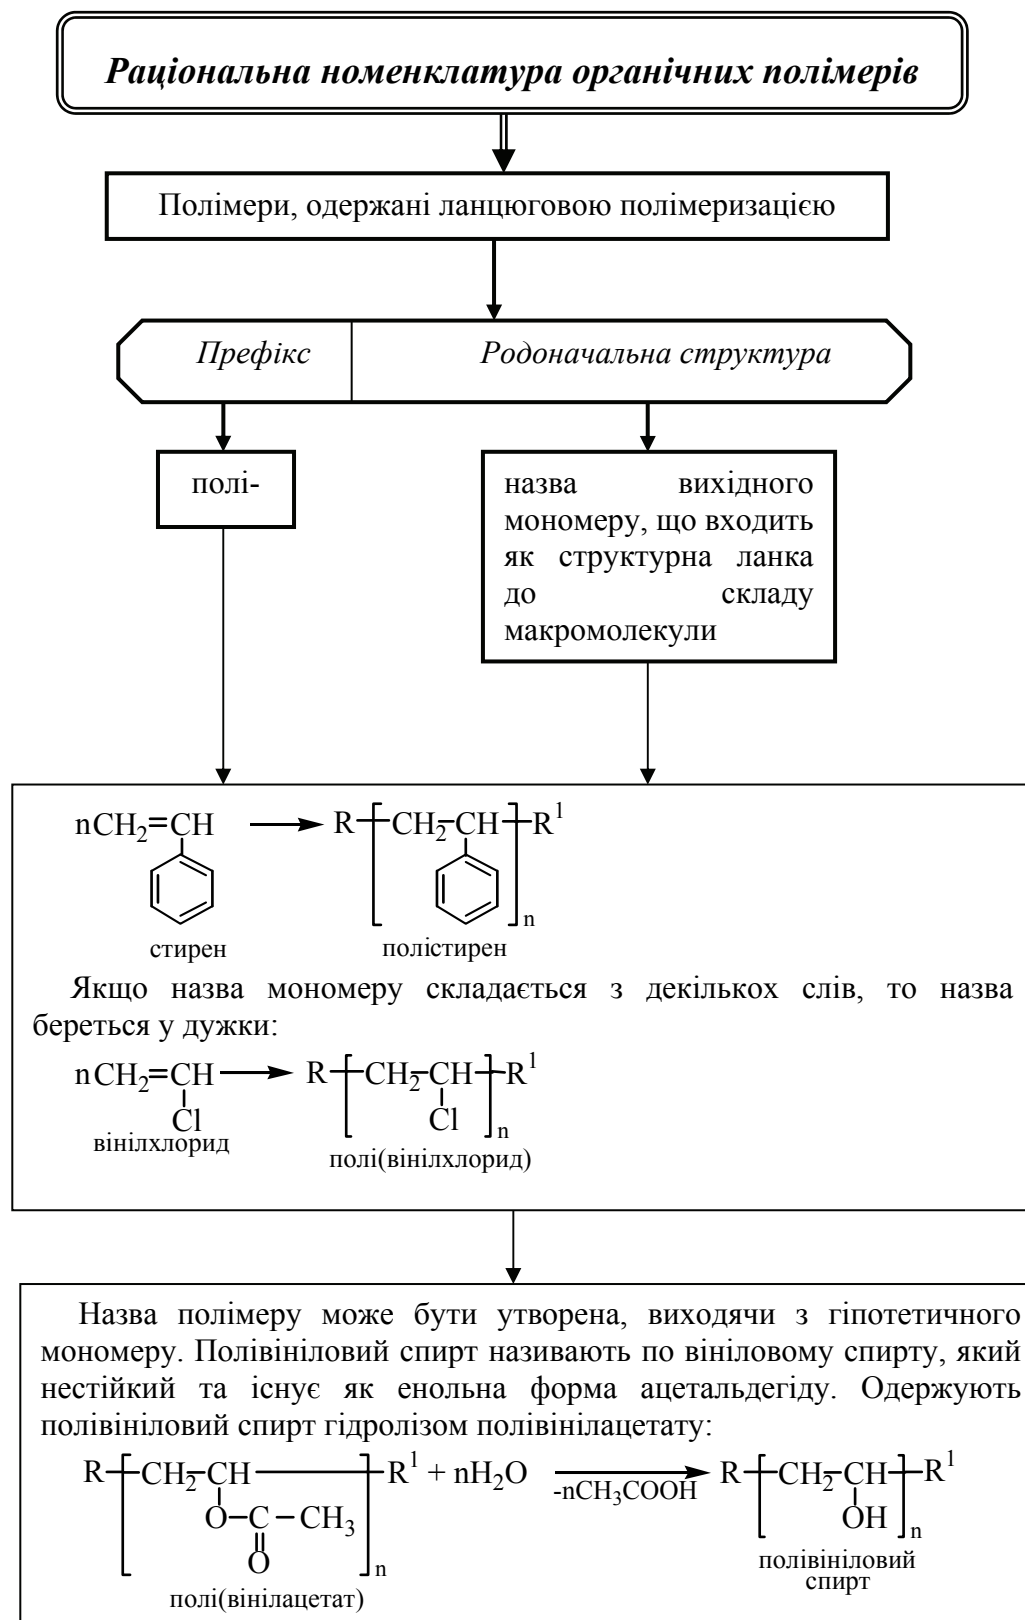 Раціональна номенклатура органічних полімерів
Полімери, одержані ланцюговою полімеризацією
Префікс Родоначальна структура
полі-
назва вихідного
мономеру, що входить
як структурна ланка
до складу
макромолекули
nCH₂=CH → R–[CH₂–CH]ₙ–R¹
стирен полістирен
Якщо назва мономеру складається з декількох слів, то назва
береться у дужки:
nCH₂=CH → R–[CH₂–CH]ₙ–R¹
Cl Cl
вінілхлорид полі(вінілхлорид)
Назва полімеру може бути утворена, виходячи з гіпотетичного
мономеру. Полівініловий спирт називають по вініловому спирту, який
нестійкий та існує як енольна форма ацетальдегіду. Одержують
полівініловий спирт гідролізом полівінілацетату:
R–[CH₂–CH–]ₙ–R¹ + nH₂O → R–[CH₂–CH]ₙ–R¹
-nCH₃COOH
O–C–CH₃ OH
O
полі(вінілацетат)
полівініловий
спирт